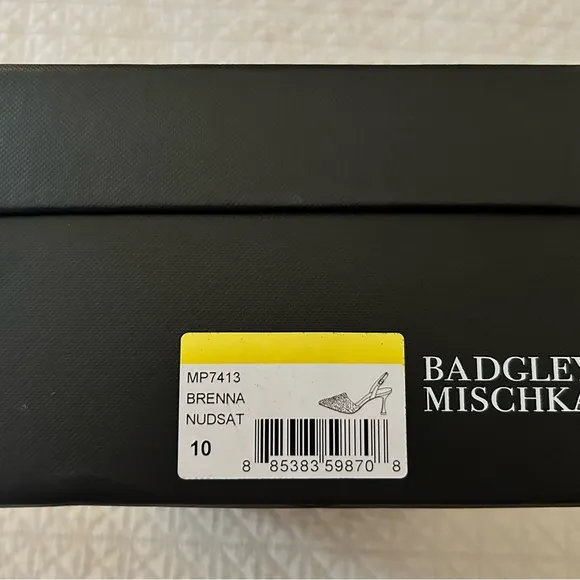 MP7413
BRENNA
NUDSAT
10
8 85383 59870 8
BADGLEY
MISCHKA